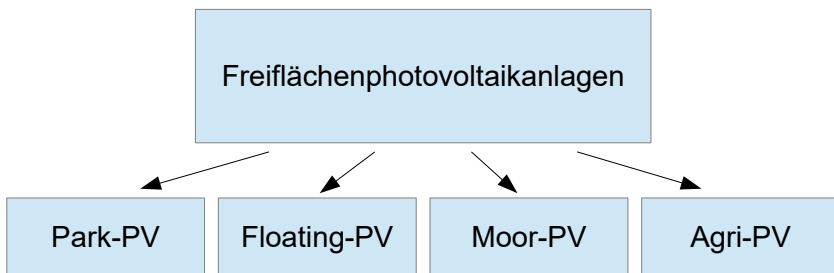 Freiflächenphotovoltaikanlagen
Park-PV
Floating-PV
Moor-PV
Agri-PV